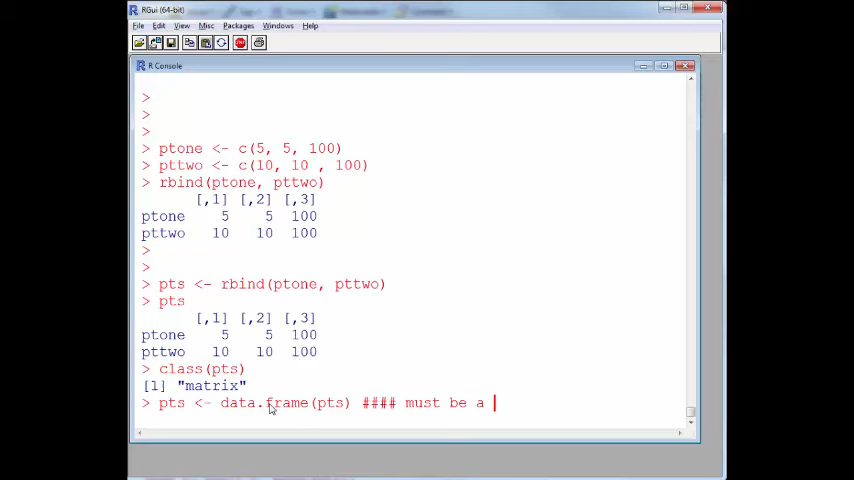 RGui (64-bit)
File Edit View Misc Packages Windows Help
STOP
R Console
>
>
>
> ptone <- c(5, 5, 100)
> pttwo <- c(10, 10 , 100)
> rbind(ptone, pttwo)
[,1] [,2] [,3]
ptone 5 5 100
pttwo 10 10 100
>
>
> pts <- rbind(ptone, pttwo)
> pts
[,1] [,2] [,3]
ptone 5 5 100
pttwo 10 10 100
> class(pts)
[1] "matrix"
> pts <- data.frame(pts) #### must be a